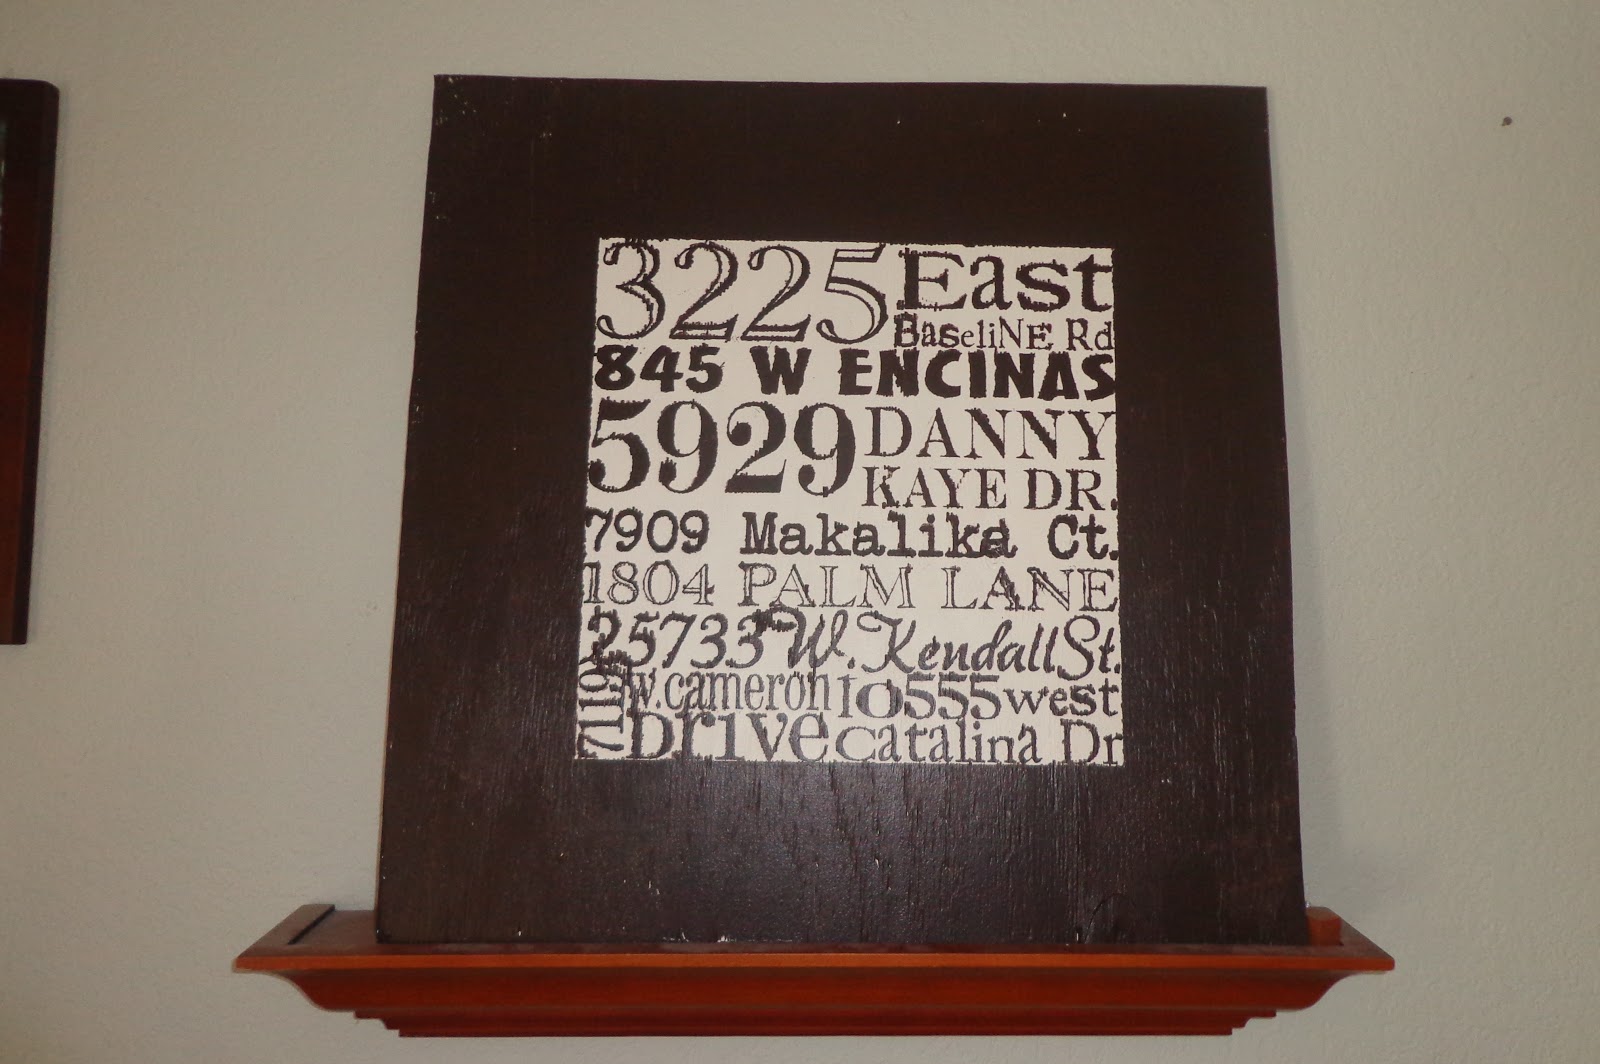 3225 East
BaseliNE Rd
845 W ENCINAS
5929 DANNY
KAYE DR.
7909 Makalika Ct.
1804 PALM LANE
25733 W. Kendall St.
7119 w.cameron
Drive
10555 west
catalina Dr